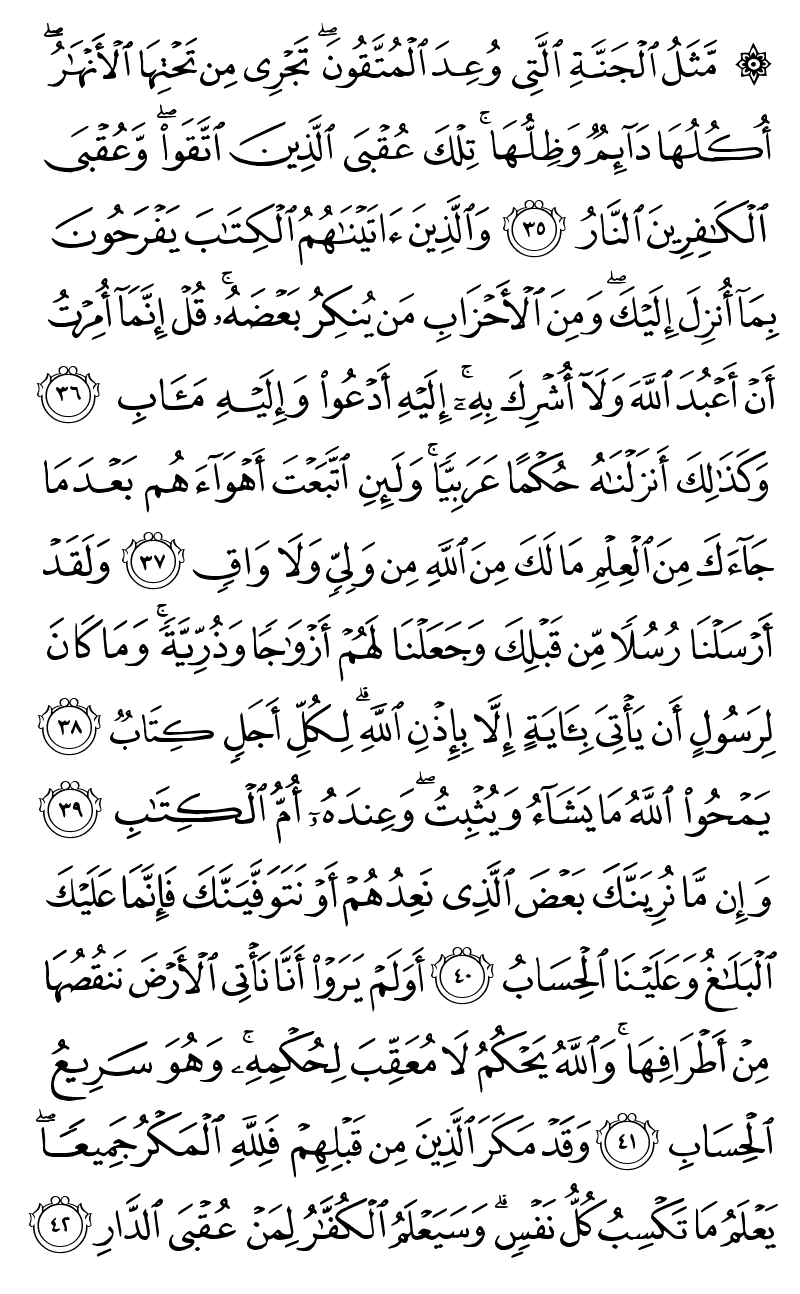 ۞ مَّثَلُ ٱلْجَنَّةِ ٱلَّتِى وُعِدَ ٱلْمُتَّقُونَ ۖ تَجْرِى مِن تَحْتِهَا ٱلْأَنْهَٰرُ ۖ
أُكُلُهَا دَآئِمٌ وَظِلُّهَا ۚ تِلْكَ عُقْبَى ٱلَّذِينَ ٱتَّقَوا۟ ۖ وَّعُقْبَى
ٱلْكَٰفِرِينَ ٱلنَّارُ ٣٥ وَٱلَّذِينَ ءَاتَيْنَٰهُمُ ٱلْكِتَٰبَ يَفْرَحُونَ
بِمَآ أُنزِلَ إِلَيْكَ ۖ وَمِنَ ٱلْأَحْزَابِ مَن يُنكِرُ بَعْضَهُۥ ۚ قُلْ إِنَّمَآ أُمِرْتُ
أَنْ أَعْبُدَ ٱللَّهَ وَلَآ أُشْرِكَ بِهِۦٓ ۚ إِلَيْهِ أَدْعُوا۟ وَإِلَيْهِ مَـَٔابِ ٣٦
وَكَذَٰلِكَ أَنزَلْنَٰهُ حُكْمًا عَرَبِيًّا ۚ وَلَئِنِ ٱتَّبَعْتَ أَهْوَآءَهُم بَعْدَمَا
جَآءَكَ مِنَ ٱلْعِلْمِ مَا لَكَ مِنَ ٱللَّهِ مِن وَلِىٍّ وَلَا وَاقٍ ٣٧ وَلَقَدْ
أَرْسَلْنَا رُسُلًا مِّن قَبْلِكَ وَجَعَلْنَا لَهُمْ أَزْوَٰجًا وَذُرِّيَّةً ۚ وَمَا كَانَ
لِرَسُولٍ أَن يَأْتِىَ بِـَٔايَةٍ إِلَّا بِإِذْنِ ٱللَّهِ ۗ لِكُلِّ أَجَلٍ كِتَابٌ ٣٨
يَمْحُوا۟ ٱللَّهُ مَا يَشَآءُ وَيُثْبِتُ ۖ وَعِندَهُۥٓ أُمُّ ٱلْكِتَٰبِ ٣٩
وَإِن مَّا نُرِيَنَّكَ بَعْضَ ٱلَّذِى نَعِدُهُمْ أَوْ نَتَوَفَّيَنَّكَ فَإِنَّمَا عَلَيْكَ
ٱلْبَلَٰغُ وَعَلَيْنَا ٱلْحِسَابُ ٤٠ أَوَلَمْ يَرَوْا۟ أَنَّا نَأْتِى ٱلْأَرْضَ نَنقُصُهَا
مِنْ أَطْرَافِهَا ۚ وَٱللَّهُ يَحْكُمُ لَا مُعَقِّبَ لِحُكْمِهِۦ ۚ وَهُوَ سَرِيعُ
ٱلْحِسَابِ ٤١ وَقَدْ مَكَرَ ٱلَّذِينَ مِن قَبْلِهِمْ فَلِلَّهِ ٱلْمَكْرُ جَمِيعًا ۖ
يَعْلَمُ مَا تَكْسِبُ كُلُّ نَفْسٍ ۗ وَسَيَعْلَمُ ٱلْكُفَّٰرُ لِمَنْ عُقْبَى ٱلدَّارِ ٤٢